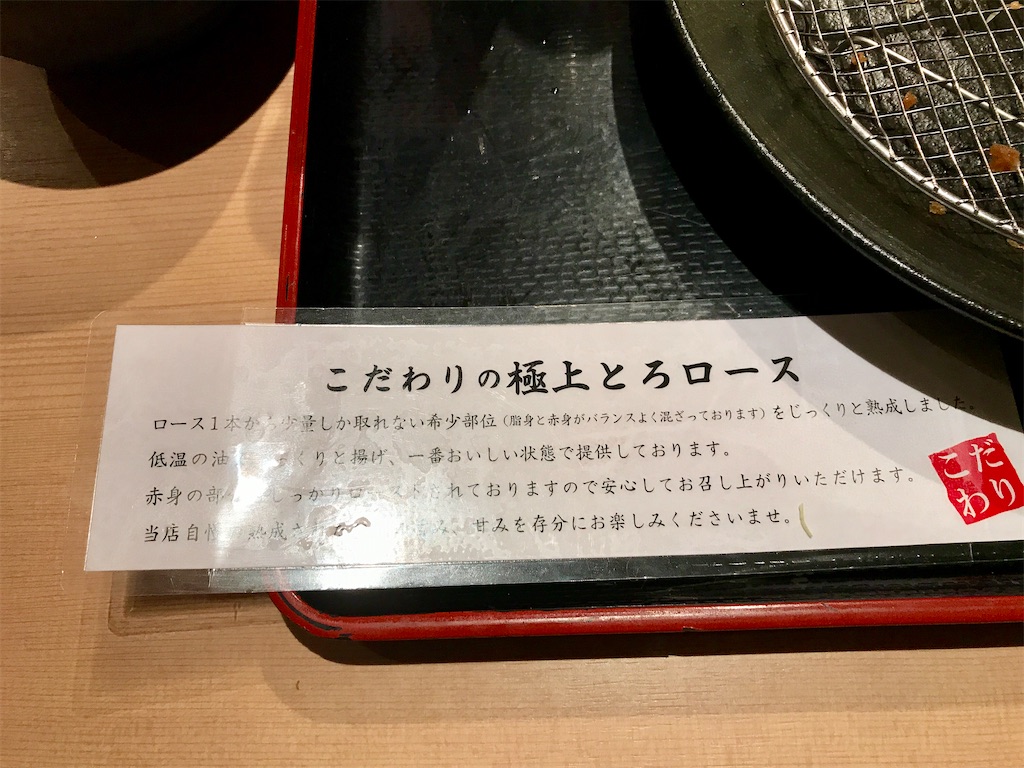 こだわりの極上とろロース
ロース1本から少量しか取れない希少部位(脂身と赤身がバランスよく混ざっております)をじっくりと熟成しました。
低温の油 くりと揚げ、一番おいしい状態で提供しております。
赤身の部 しっかりローストされておりますので安心してお召し上がりいただけます。
当店自慢 熟成さ 、甘みを存分にお楽しみくださいませ。
こだわり